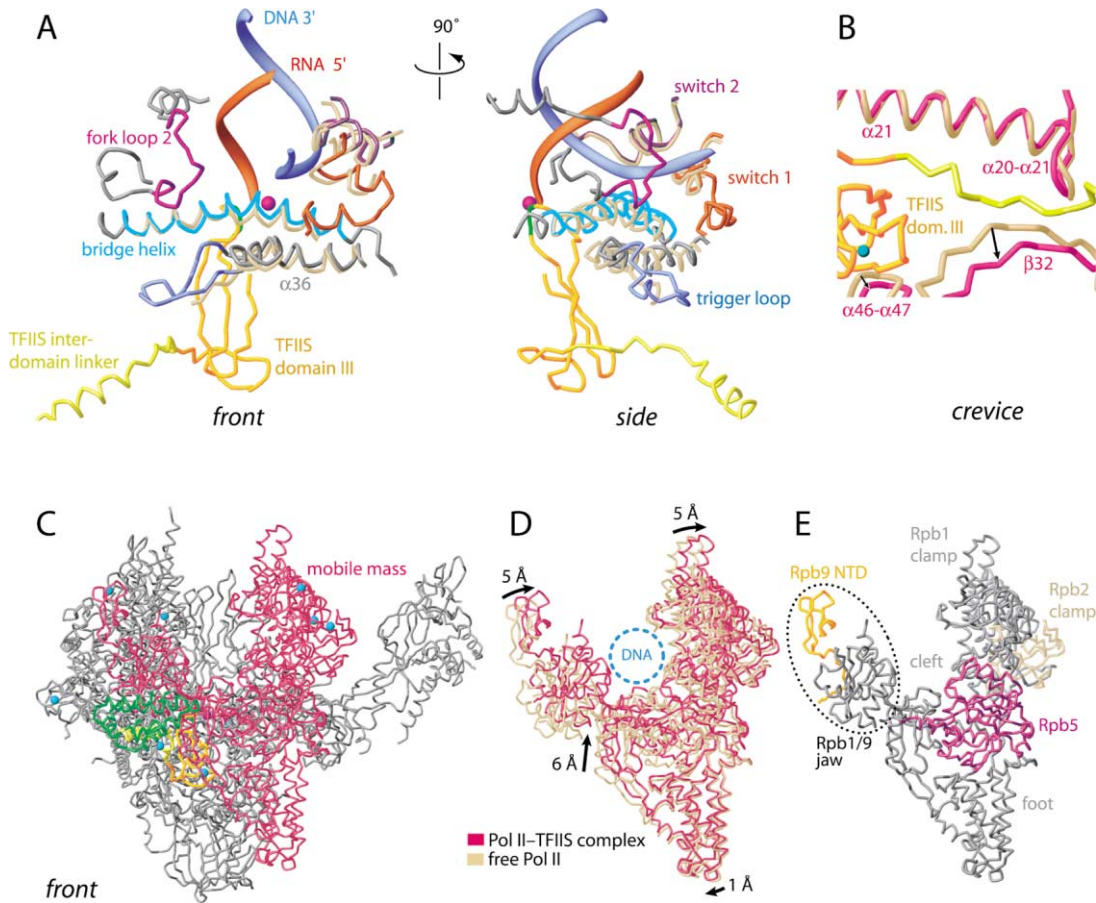 A
DNA 3'
RNA 5'
fork loop 2
bridge helix
α36
TFIIS inter-
domain linker
TFIIS
domain III
front
90°
switch 2
switch 1
trigger loop
side
B
α21
α20-α21
TFIIS
dom. III
β32
α46-α47
crevice
C
mobile mass
front
D
5 Å
5 Å
DNA
6 Å
Pol II–TFIIS complex
free Pol II
1 Å
E
Rpb1
clamp
Rpb9 NTD
Rpb2
clamp
cleft
Rpb5
Rpb1/9
jaw
foot